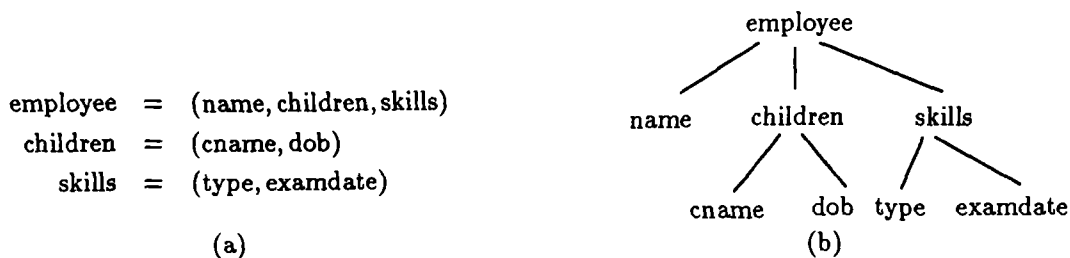 employee = (name, children, skills)
children = (cname, dob)
skills = (type, examdate)
(a)
employee
name children skills
cname dob type examdate
(b)